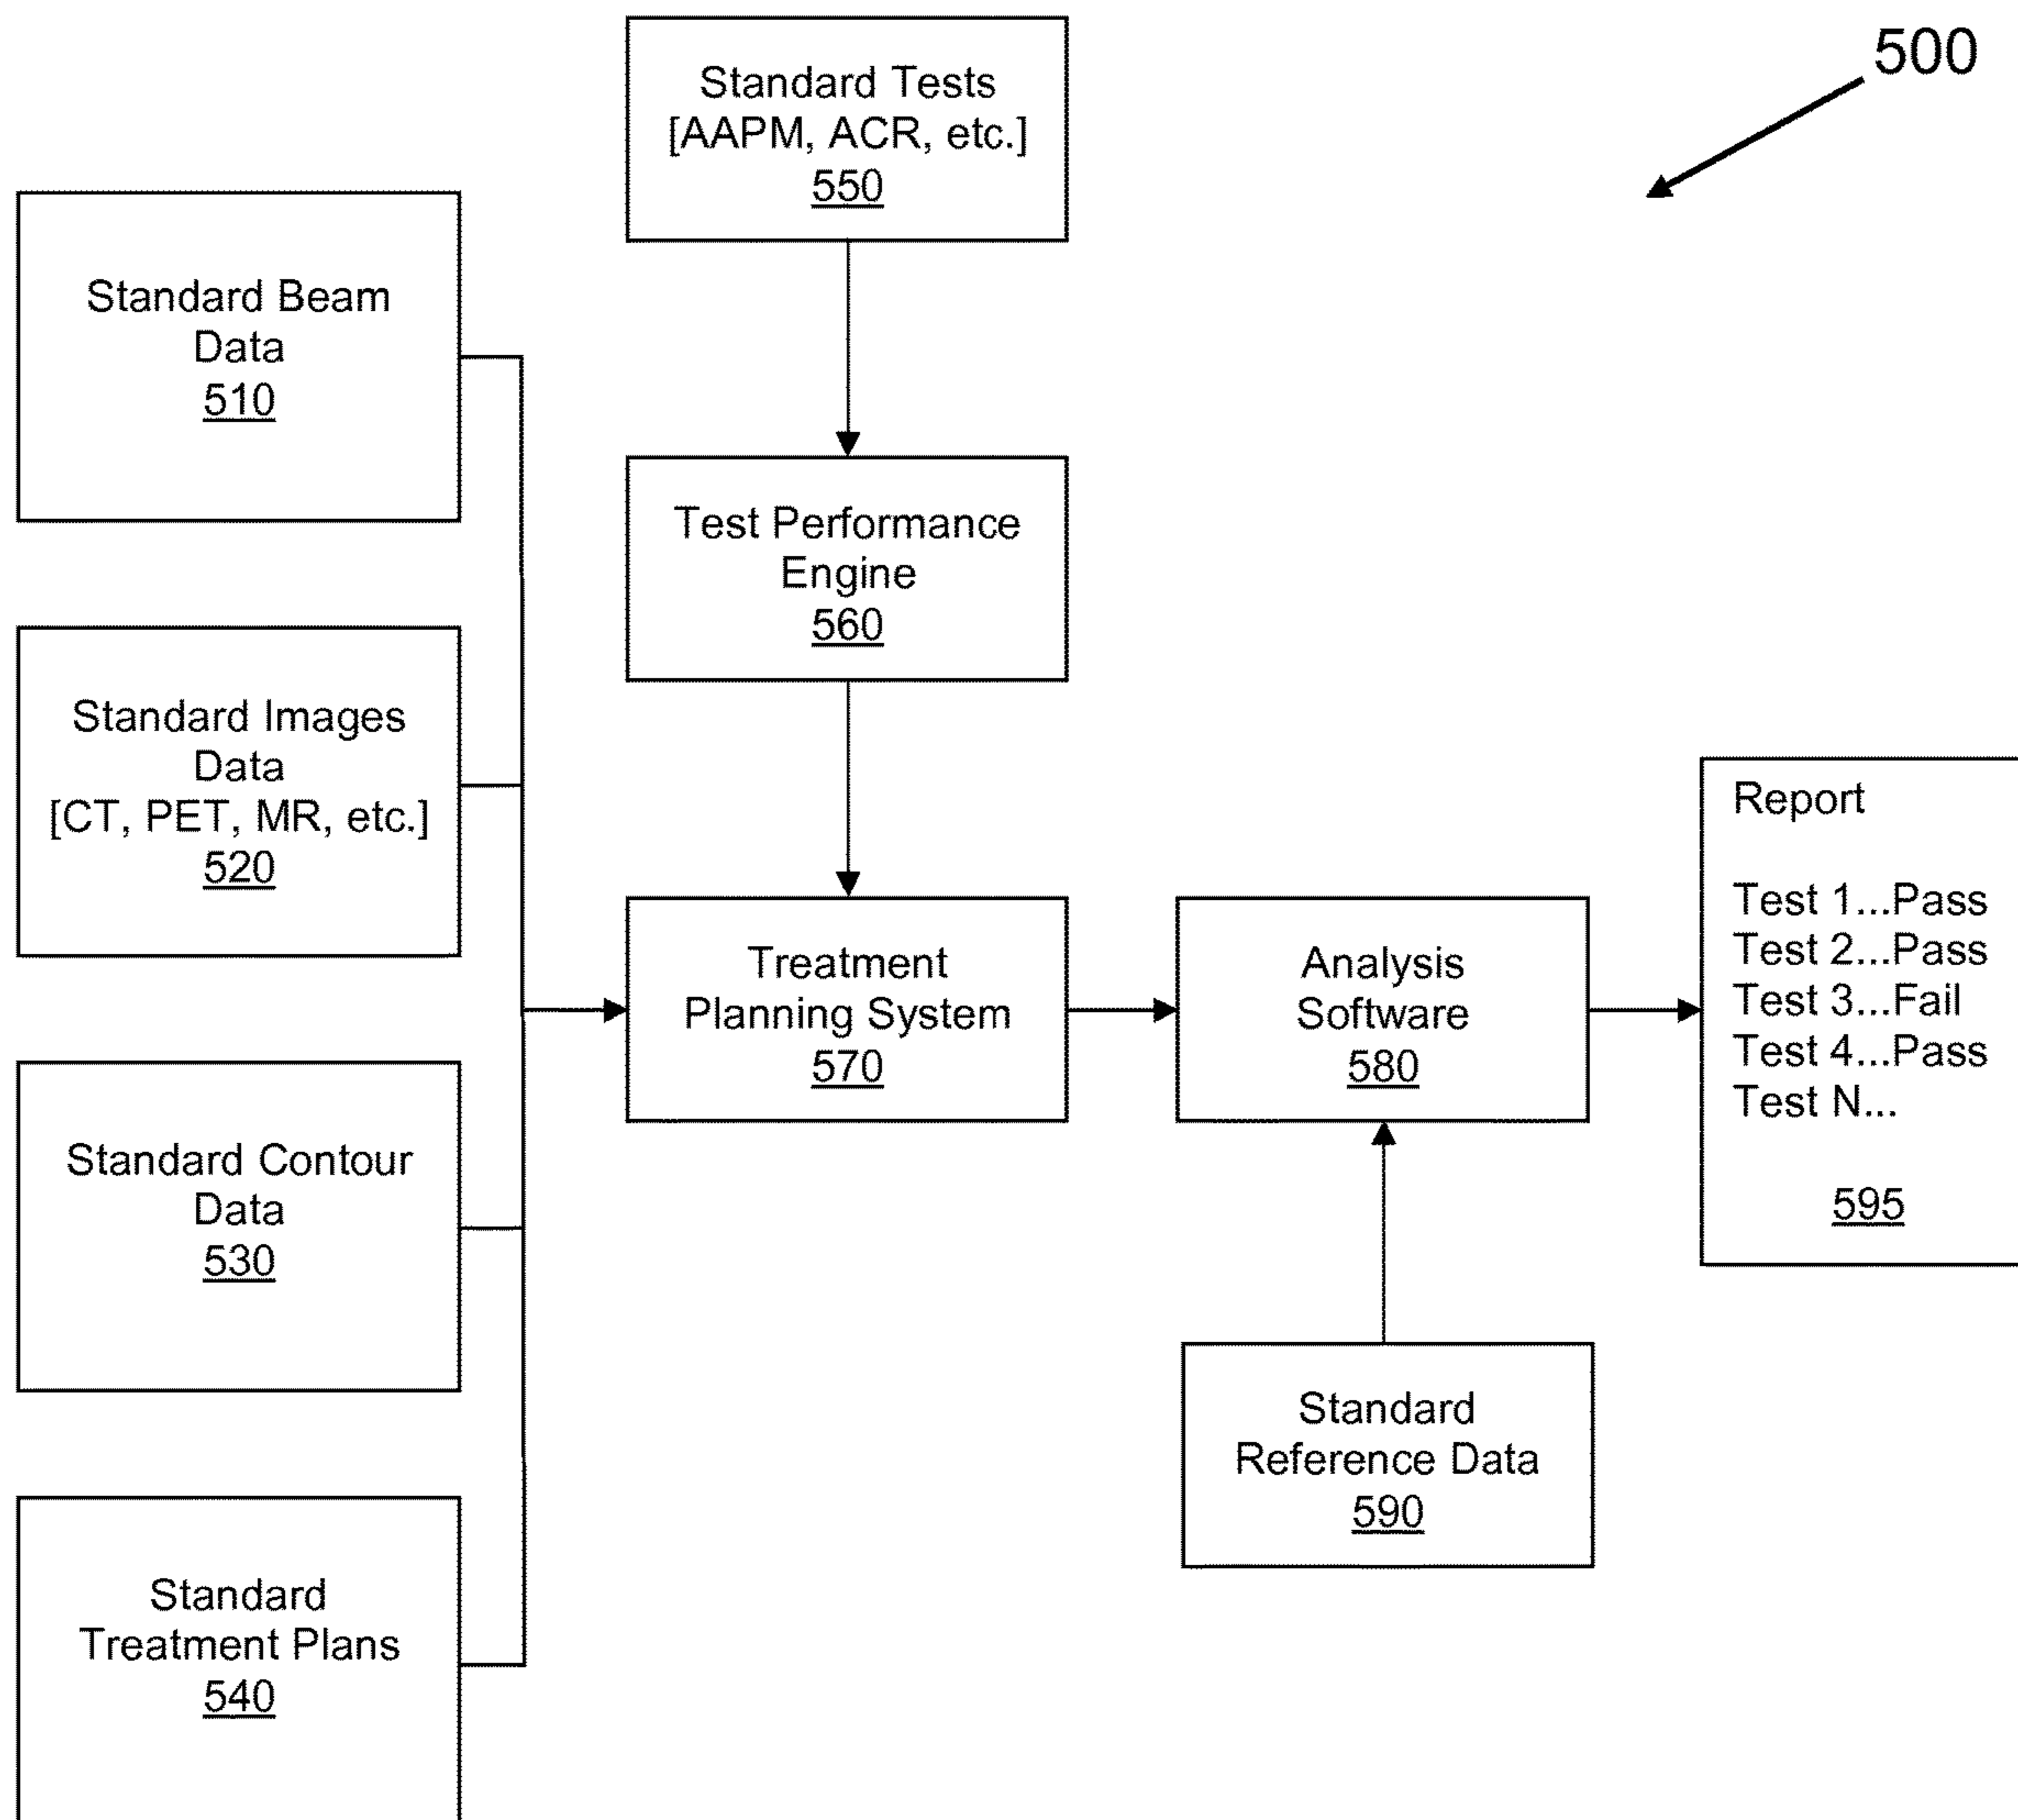 500
Standard Tests
[AAPM, ACR, etc.]
550
Standard Beam
Data
510
Test Performance
Engine
560
Standard Images
Data
[CT, PET, MR, etc.]
520
Treatment
Planning System
570
Analysis
Software
580
Report
Test 1...Pass
Test 2...Pass
Test 3...Fail
Test 4...Pass
Test N...
595
Standard Contour
Data
530
Standard
Reference Data
590
Standard
Treatment Plans
540